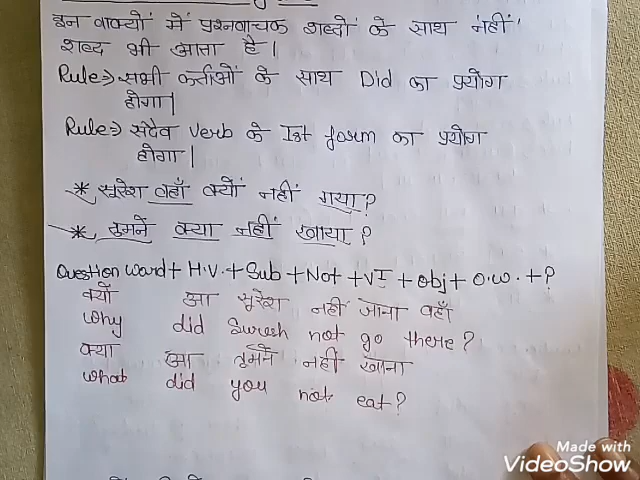 इन वाक्यों में प्रश्नवाचक शब्दों के साथ 'नहीं'
शब्द भी आता है।
Rule⇒ सभी कर्त्ताओं के साथ Did का प्रयोग
होगा|
Rule⇒ सदैव Verb के Ist form का प्रयोग
होगा|
* सुरेश वहाँ क्यों नहीं गया?
* तुमने क्या नहीं खाया?
Question word + H.V. + Sub + Not + VI + obj + O.W. + ?
क्यों आ सुरेश नहीं जाना वहाँ
Why did Suresh not go there?
क्या आ तुमने नहीं खाना
what did you not eat?
Made with
VideoShow